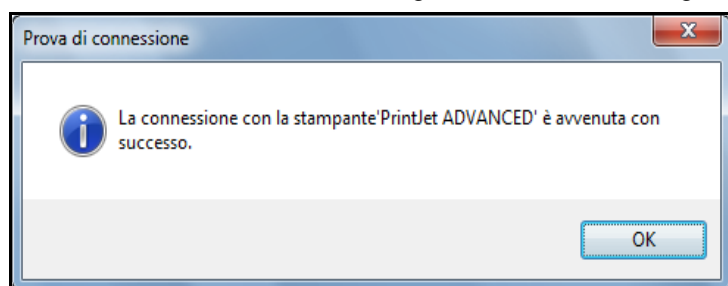 Prova di connessione
La connessione con la stampante'PrintJet ADVANCED' è avvenuta con
successo.
OK